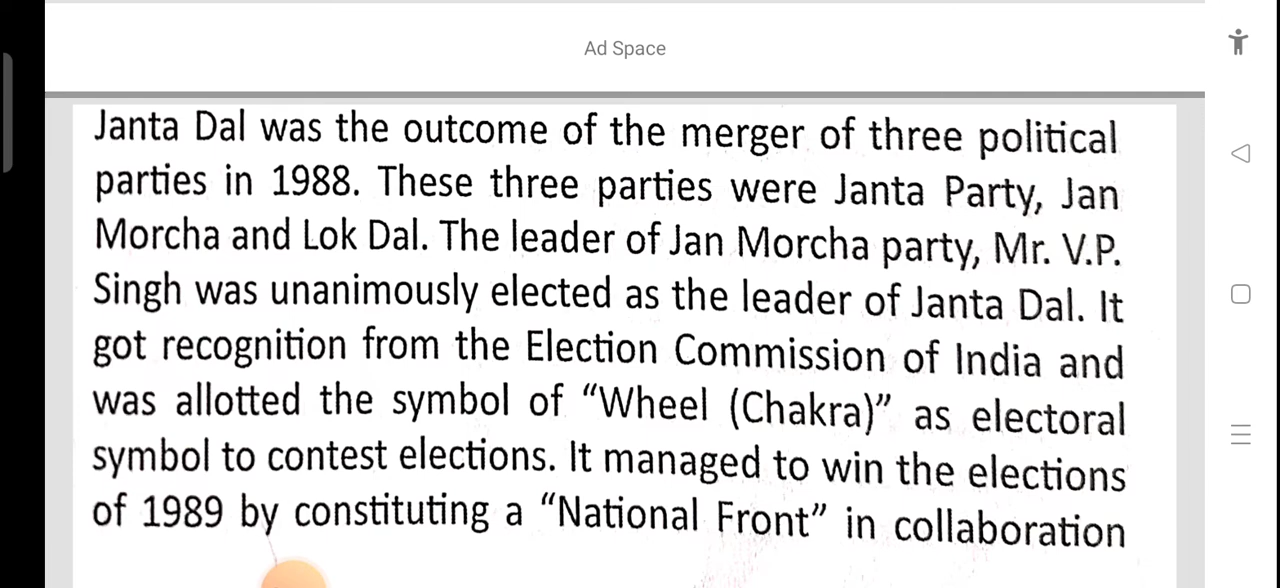 Ad Space
Janta Dal was the outcome of the merger of three political
parties in 1988. These three parties were Janta Party, Jan
Morcha and Lok Dal. The leader of Jan Morcha party, Mr. V.P.
Singh was unanimously elected as the leader of Janta Dal. It
got recognition from the Election Commission of India and
was allotted the symbol of “Wheel (Chakra)” as electoral
symbol to contest elections. It managed to win the elections
of 1989 by constituting a “National Front” in collaboration